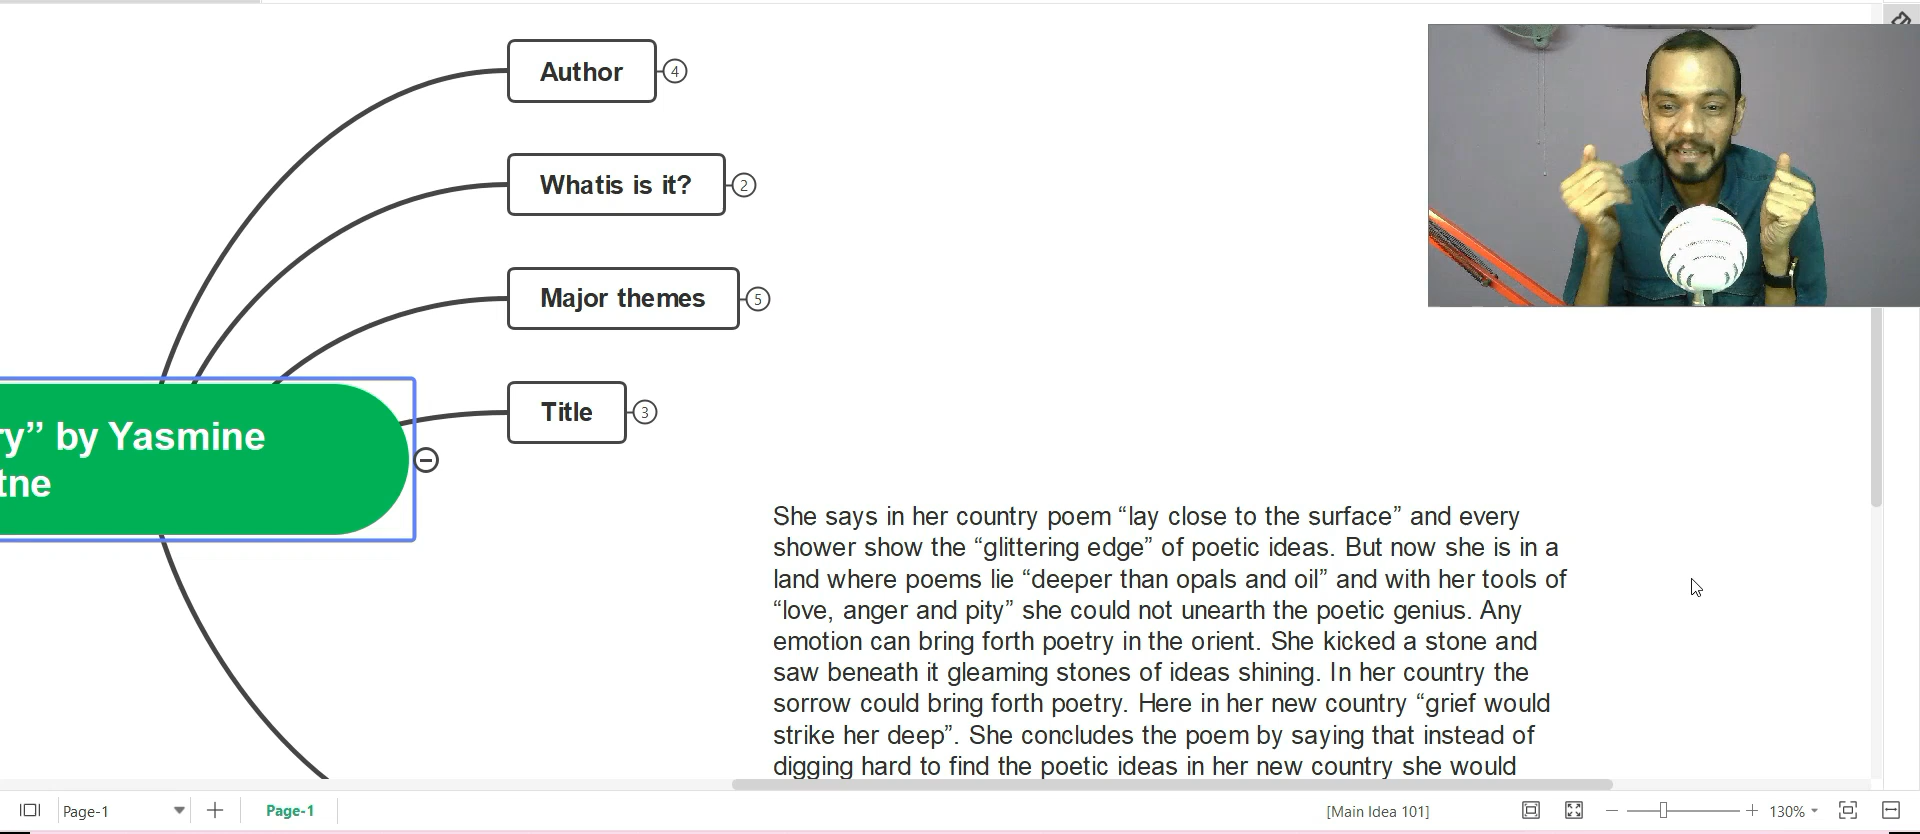 Author
4
Whatis is it?
2
Major themes
5
Title
3
ry” by Yasmine
tne
She says in her country poem “lay close to the surface” and every
shower show the “glittering edge” of poetic ideas. But now she is in a
land where poems lie “deeper than opals and oil” and with her tools of
“love, anger and pity” she could not unearth the poetic genius. Any
emotion can bring forth poetry in the orient. She kicked a stone and
saw beneath it gleaming stones of ideas shining. In her country the
sorrow could bring forth poetry. Here in her new country “grief would
strike her deep”. She concludes the poem by saying that instead of
digging hard to find the poetic ideas in her new country she would
Page-1
Page-1
[Main Idea 101]
130%